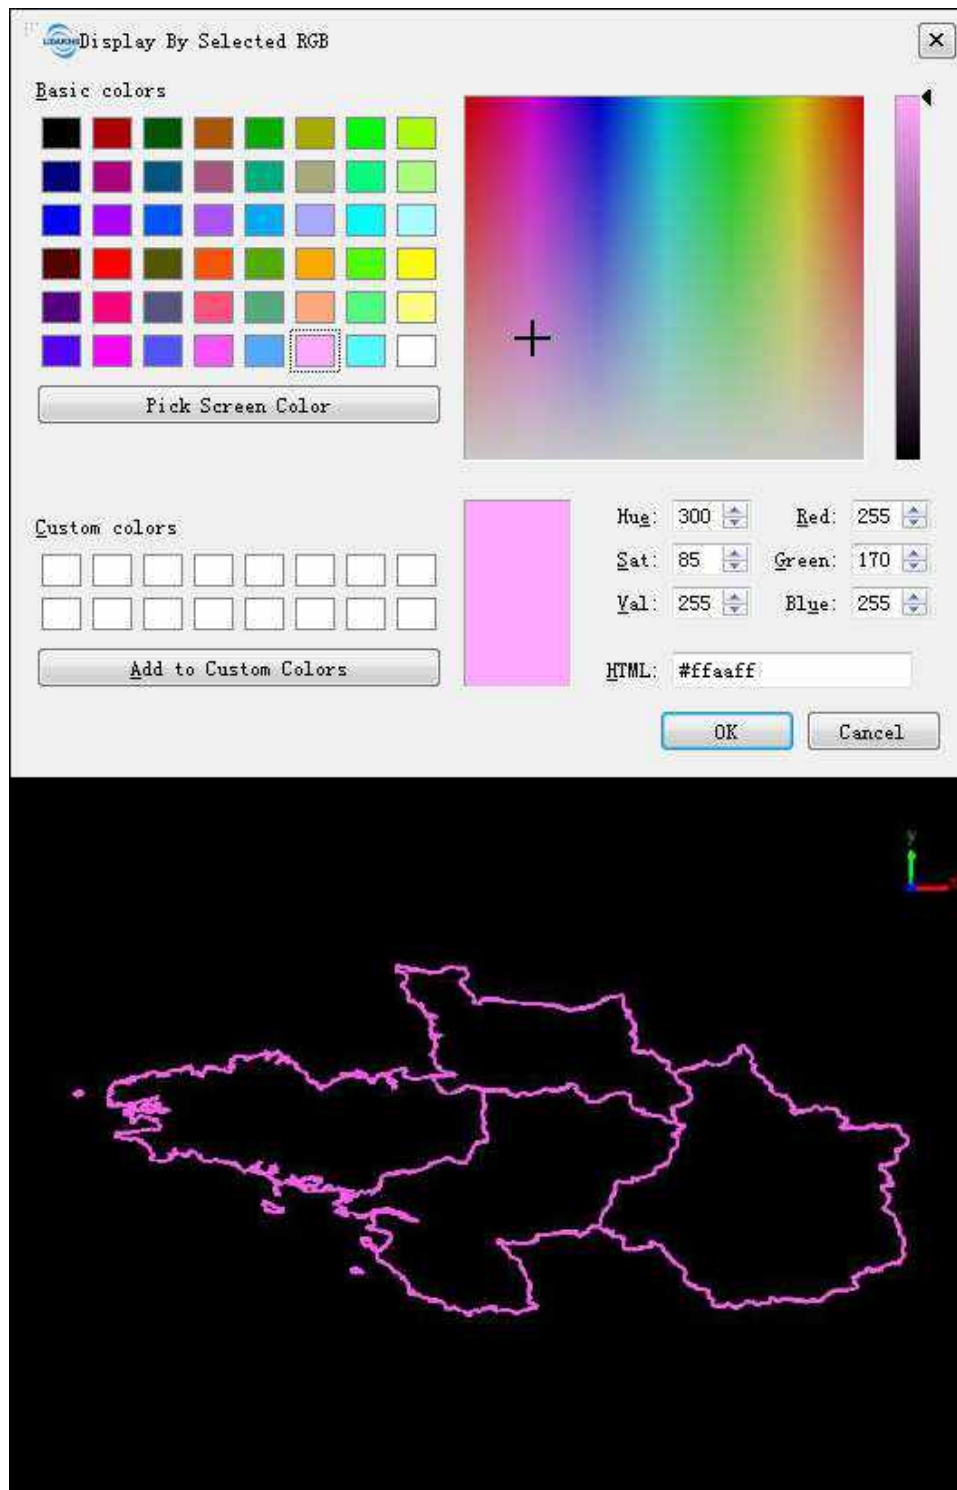 Display By Selected RGB
Basic colors
Pick Screen Color
Custom colors
Add to Custom Colors
Hue: 300 Red: 255
Sat: 85 Green: 170
Val: 255 Blue: 255
HTML: #ffaaff
OK Cancel
y